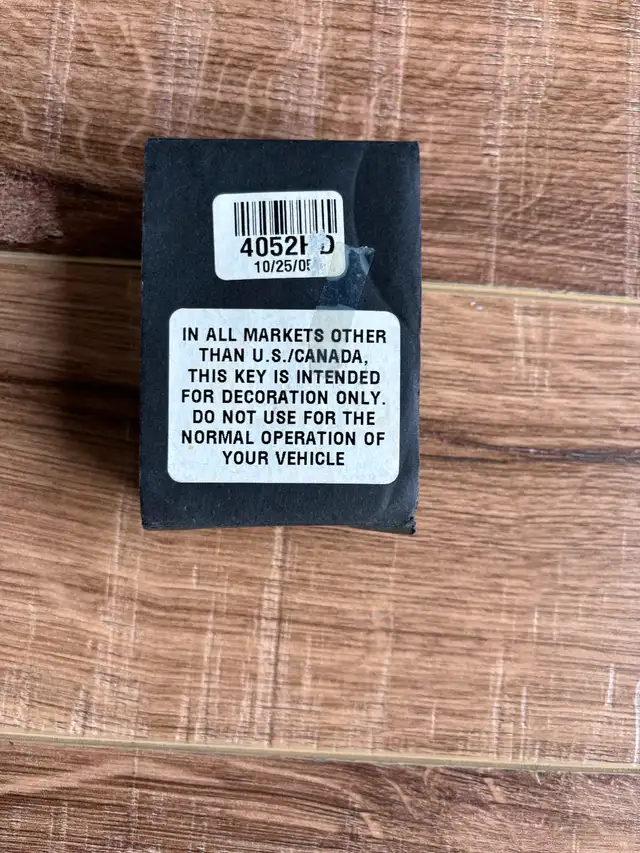 10/25/05
IN ALL MARKETS OTHER
THAN U.S./CANADA,
THIS KEY IS INTENDED
FOR DECORATION ONLY.
DO NOT USE FOR THE
NORMAL OPERATION OF
YOUR VEHICLE